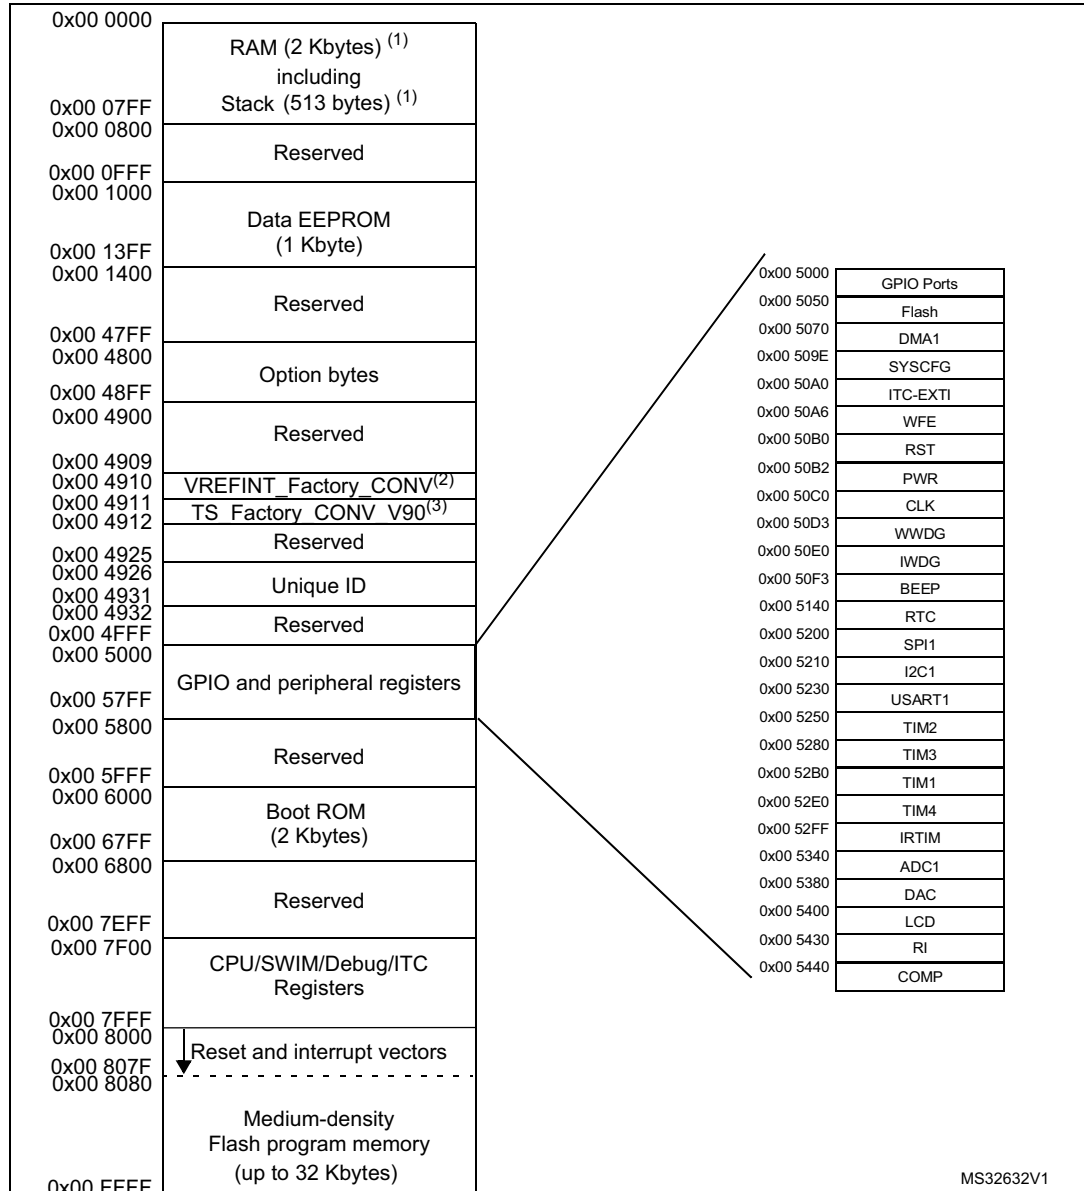 0x00 0000
RAM (2 Kbytes) (1)
including
Stack (513 bytes) (1)
0x00 07FF
0x00 0800
Reserved
0x00 0FFF
0x00 1000
Data EEPROM
(1 Kbyte)
0x00 13FF
0x00 1400
Reserved
0x00 47FF
0x00 4800
Option bytes
0x00 48FF
0x00 4900
Reserved
0x00 4909
0x00 4910
VREFINT_Factory_CONV(2)
0x00 4911
TS_Factory_CONV_V90(3)
0x00 4912
Reserved
0x00 4925
0x00 4926
Unique ID
0x00 4931
0x00 4932
Reserved
0x00 4FFF
0x00 5000
GPIO and peripheral registers
0x00 57FF
0x00 5800
Reserved
0x00 5FFF
0x00 6000
Boot ROM
(2 Kbytes)
0x00 67FF
0x00 6800
Reserved
0x00 7EFF
0x00 7F00
CPU/SWIM/Debug/ITC
Registers
0x00 7FFF
0x00 8000
Reset and interrupt vectors
0x00 807F
0x00 8080
Medium-density
Flash program memory
(up to 32 Kbytes)
0x00 FFFF
0x00 5000
GPIO Ports
0x00 5050
Flash
0x00 5070
DMA1
0x00 509E
SYSCFG
0x00 50A0
ITC-EXTI
0x00 50A6
WFE
0x00 50B0
RST
0x00 50B2
PWR
0x00 50C0
CLK
0x00 50D3
WWDG
0x00 50E0
IWDG
0x00 50F3
BEEP
0x00 5140
RTC
0x00 5200
SPI1
0x00 5210
I2C1
0x00 5230
USART1
0x00 5250
TIM2
0x00 5280
TIM3
0x00 52B0
TIM1
0x00 52E0
TIM4
0x00 52FF
IRTIM
0x00 5340
ADC1
0x00 5380
DAC
0x00 5400
LCD
0x00 5430
RI
0x00 5440
COMP
MS32632V1